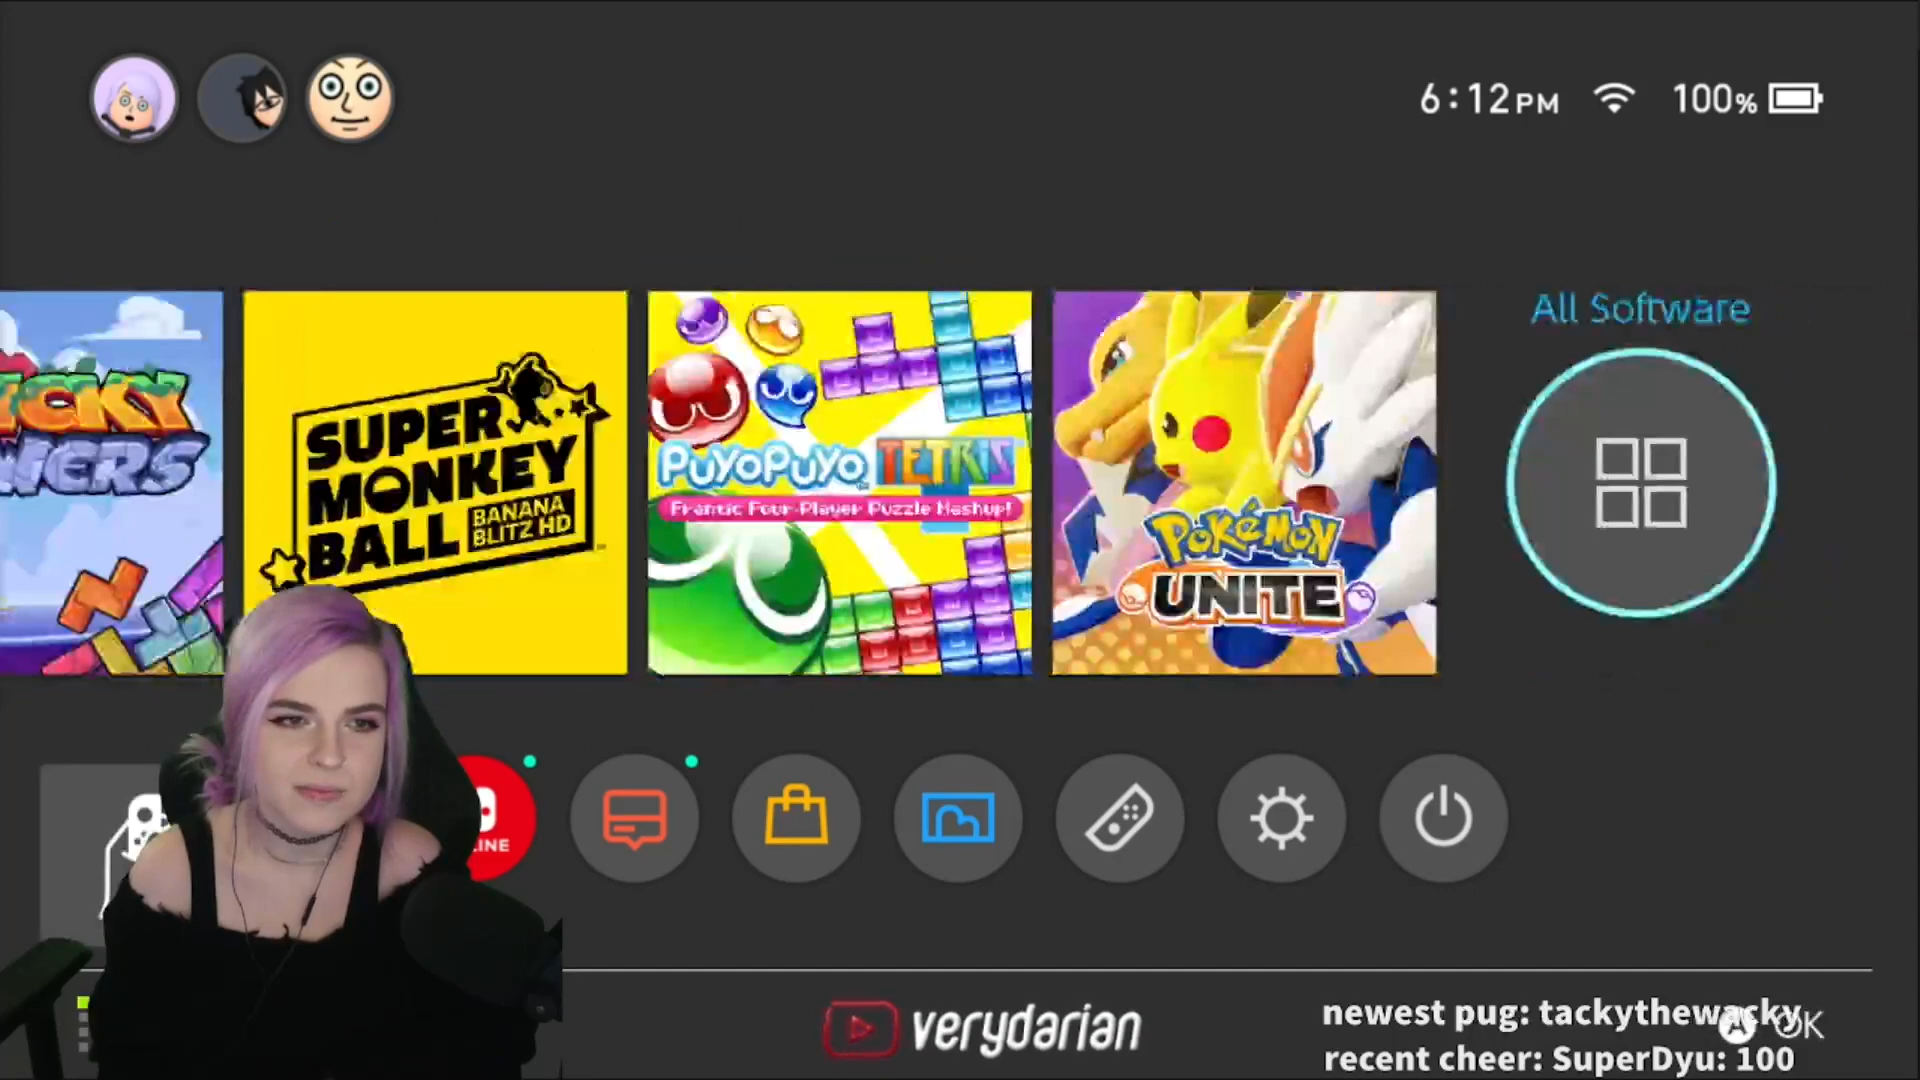 6:12PM 100%
All Software
SUPER
MONKEY
BALL
BANANA
BLITZ HD
PuyoPuyo TETRIS
Frantic Four-Player Puzzle Mashup!
POKéMON
UNITE
verydarian
newest pug: tackythewacky
A OK
recent cheer: SuperDyu: 100